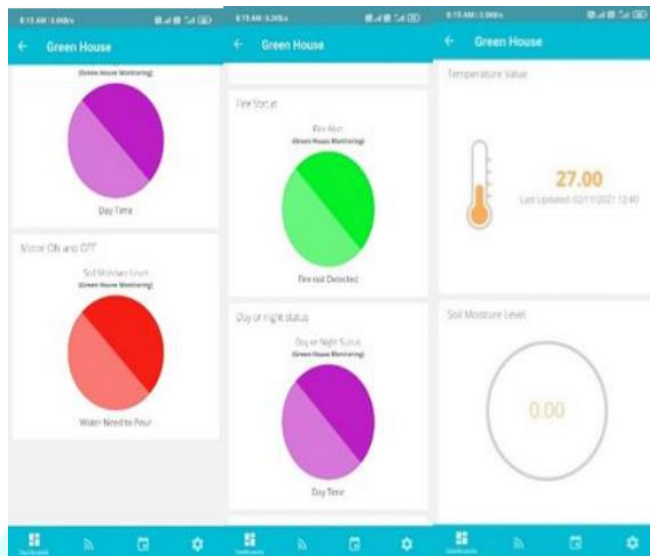 8:15 AM | 0.0KB/s
Green House
(Green House Monitoring)
Day Time
Motor ON and OFF
Soil Moisture Level
(Green House Monitoring)
Water Need to Pour
8:15 AM | 0.0KB/s
Green House
Fire Status
Fire Alert
(Green House Monitoring)
Fire not Detected
Day or night status
Day or Night Status
(Green House Monitoring)
Day Time
8:15 AM | 0.0KB/s
Green House
Temperature Value
27.00
Last Updated: 02/11/2021 12:40
Soil Moisture Level
0.00